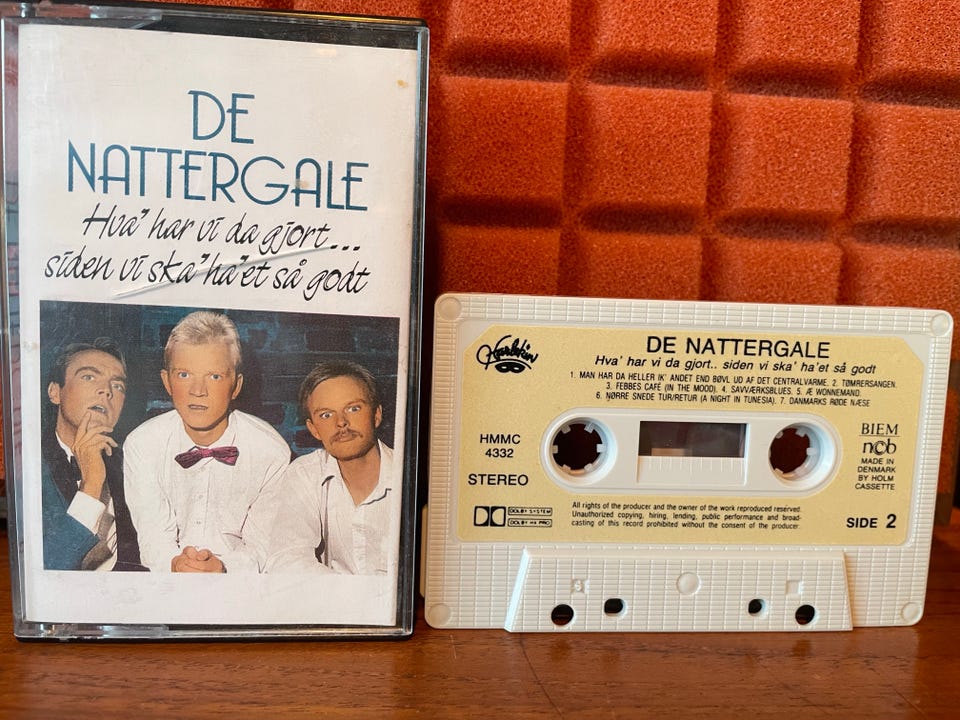 DE
NATTERGALE
Hva' har vi da gjort...
siden vi ska' ha'et så godt
Harlekin
DE NATTERGALE
Hva' har vi da gjort.. siden vi ska' ha'et så godt
1. MAN HAR DA HELLER IK' ANDET END BØVL UD AF DET CENTRALVARME. 2. TØMRERSANGEN.
3. FEBBES CAFÉ (IN THE MOOD). 4. SAVVÆRKSBLUES. 5. Æ WONNEMAND.
6. NØRRE SNEDE TUR/RETUR (A NIGHT IN TUNESIA). 7. DANMARKS RØDE NÆSE
HMMC
4332
STEREO
BIEM
ncb
MADE IN
DENMARK
BY HOLM
CASSETTE
DOLBY SYSTEM
DOLBY HX PRO
All rights of the producer and the owner of the work reproduced reserved.
Unauthorized copying, hiring, lending, public performance and broad-
casting of this record prohibited without the consent of the producer.
SIDE 2